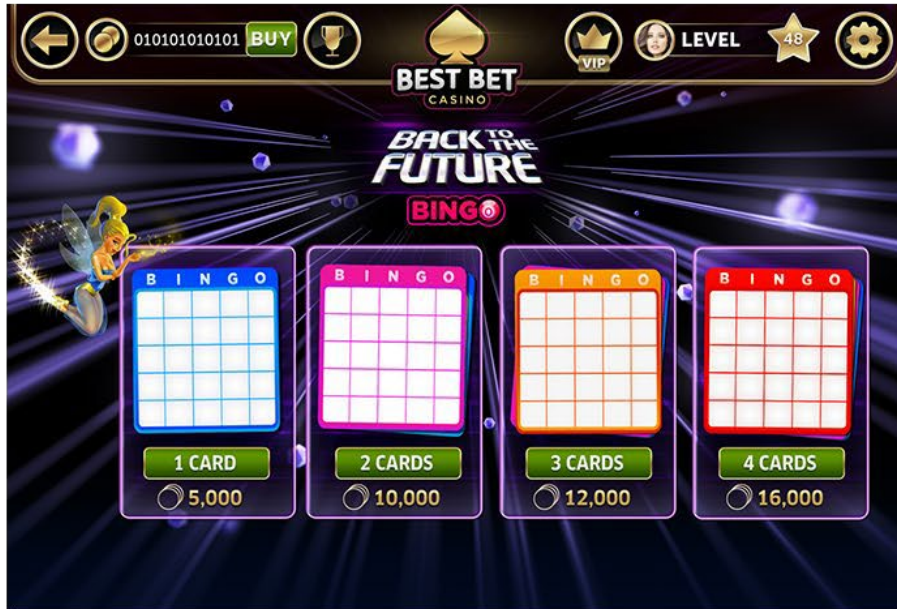 010101010101 BUY
VIP
LEVEL 48
BEST BET
CASINO
BACK TO THE
FUTURE
BINGO
B I N G O
B I N G O
B I N G O
B I N G O
1 CARD
2 CARDS
3 CARDS
4 CARDS
5,000
10,000
12,000
16,000